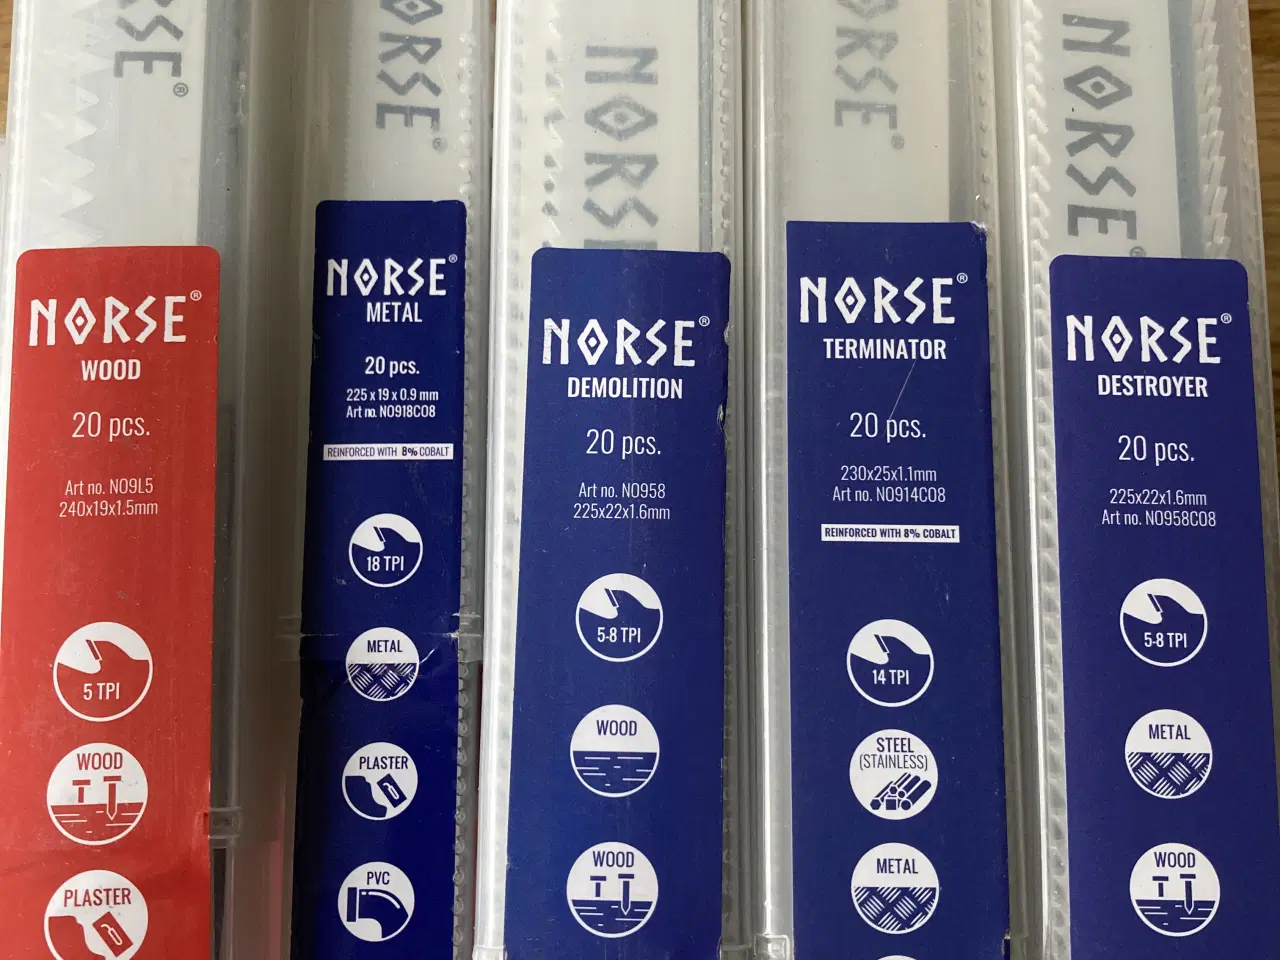 RSE®
ORSE®
NORSE
ORSE®
NORSE®
NORSE®
WOOD
20 pcs.
Art no. NO9L5
240x19x1.5mm
5 TPI
WOOD
PLASTER
NORSE®
METAL
20 pcs.
225 x 19 x 0.9 mm
Art no. NO918CO8
REINFORCED WITH 8% COBALT
18 TPI
METAL
PLASTER
PVC
NORSE®
DEMOLITION
20 pcs.
Art no. NO958
225x22x1.6mm
5-8 TPI
WOOD
WOOD
NORSE®
TERMINATOR
20 pcs.
230x25x1.1mm
Art no. NO914CO8
REINFORCED WITH 8% COBALT
14 TPI
STEEL
(STAINLESS)
METAL
NORSE®
DESTROYER
20 pcs.
225x22x1.6mm
Art no. NO958CO8
5-8 TPI
METAL
WOOD